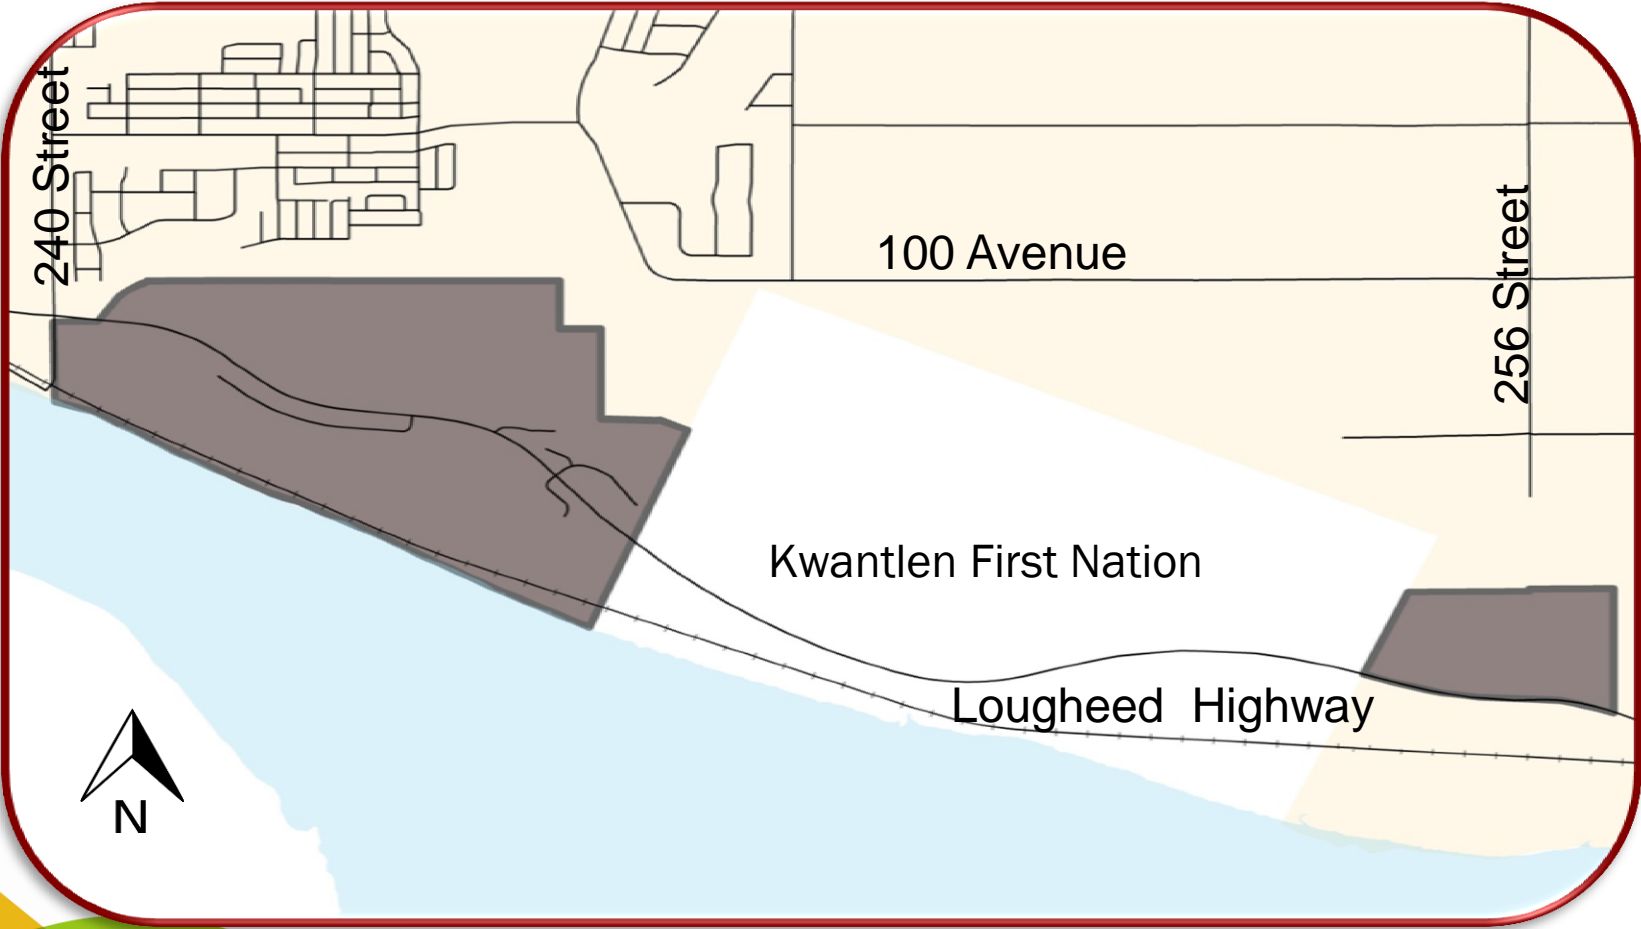 240 Street
100 Avenue
256 Street
Kwantlen First Nation
Lougheed Highway
N